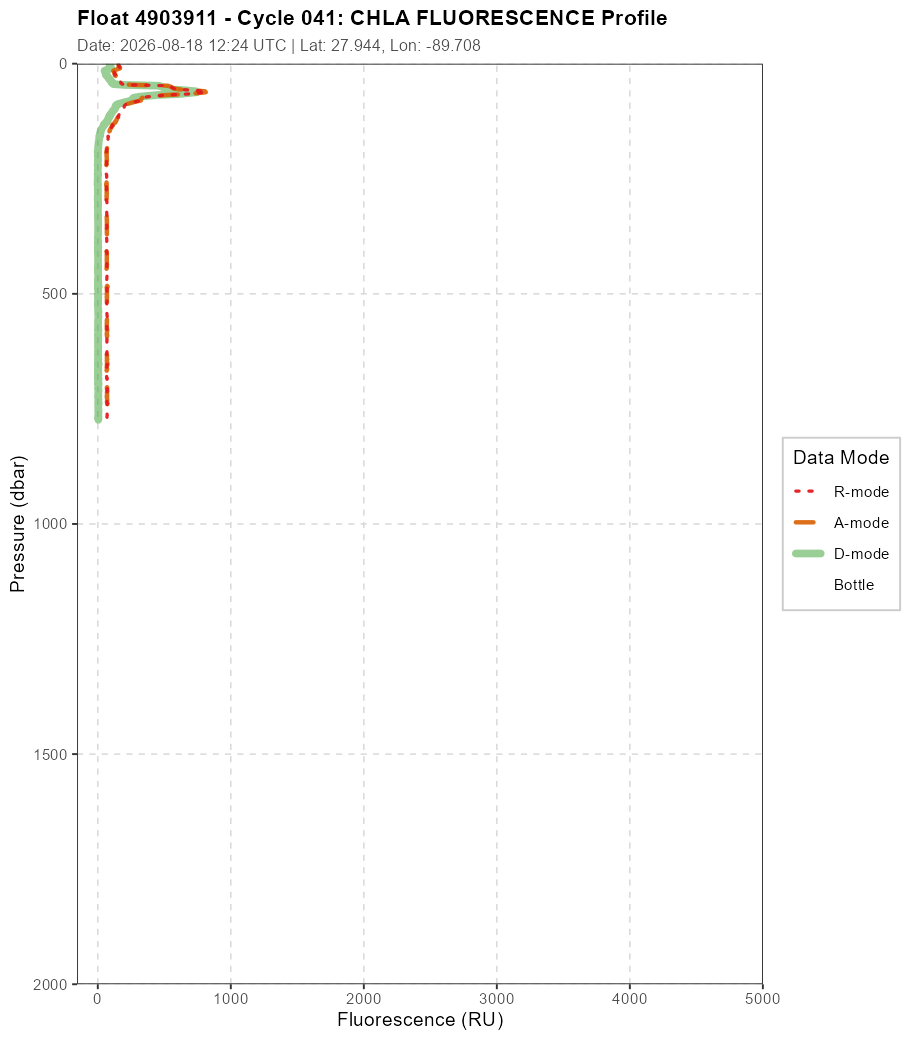 Float 4903911 - Cycle 041: CHLA FLUORESCENCE Profile
Date: 2026-08-18 12:24 UTC | Lat: 27.944, Lon: -89.708
0
500
1000
1500
2000
Pressure (dbar)
0 1000 2000 3000 4000 5000
Fluorescence (RU)
Data Mode
R-mode
A-mode
D-mode
Bottle